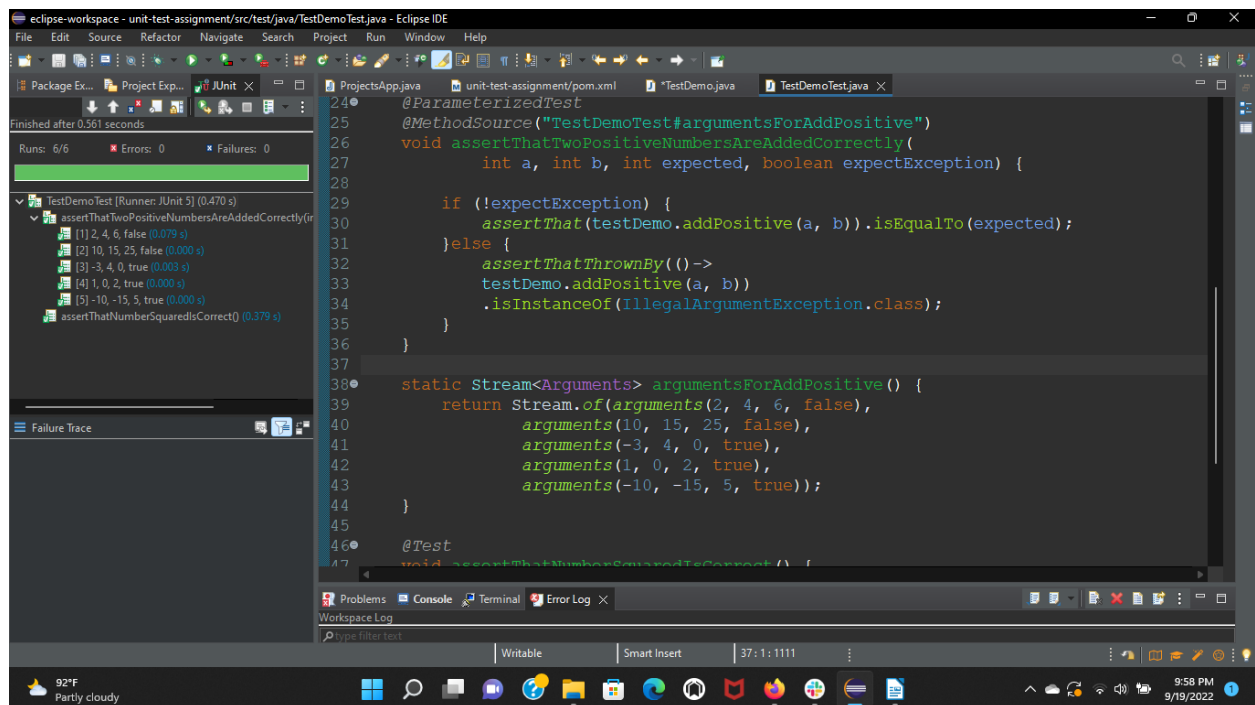 eclipse-workspace - unit-test-assignment/src/test/java/TestDemoTest.java - Eclipse IDE
File Edit Source Refactor Navigate Search Project Run Window Help
Package Ex... Project Exp... JUnit
Finished after 0.561 seconds
Runs: 6/6 Errors: 0 Failures: 0
TestDemoTest [Runner: JUnit 5] (0.470 s)
assertThatTwoPositiveNumbersAreAddedCorrectly(ir
[1] 2, 4, 6, false (0.079 s)
[2] 10, 15, 25, false (0.000 s)
[3] -3, 4, 0, true (0.003 s)
[4] 1, 0, 2, true (0.000 s)
[5] -10, -15, 5, true (0.000 s)
assertThatNumberSquaredIsCorrect() (0.379 s)
Failure Trace
ProjectsApp.java unit-test-assignment/pom.xml *TestDemo.java TestDemoTest.java
24 @ParameterizedTest
25 @MethodSource("TestDemoTest#argumentsForAddPositive")
26 void assertThatTwoPositiveNumbersAreAddedCorrectly(
27 int a, int b, int expected, boolean expectException) {
28
29 if (!expectException) {
30 assertThat(testDemo.addPositive(a, b)).isEqualTo(expected);
31 }else {
32 assertThatThrownBy(()->
33 testDemo.addPositive(a, b))
34 .isInstanceOf(IllegalArgumentException.class);
35 }
36 }
37
38 static Stream<Arguments> argumentsForAddPositive() {
39 return Stream.of(arguments(2, 4, 6, false),
40 arguments(10, 15, 25, false),
41 arguments(-3, 4, 0, true),
42 arguments(1, 0, 2, true),
43 arguments(-10, -15, 5, true));
44 }
45
46 @Test
47 void assertThatNumberSquaredIsCorrect() {
Problems Console Terminal Error Log
Workspace Log
type filter text
Writable Smart Insert 37 : 1 : 1111
92°F
Partly cloudy
9:58 PM
9/19/2022
1